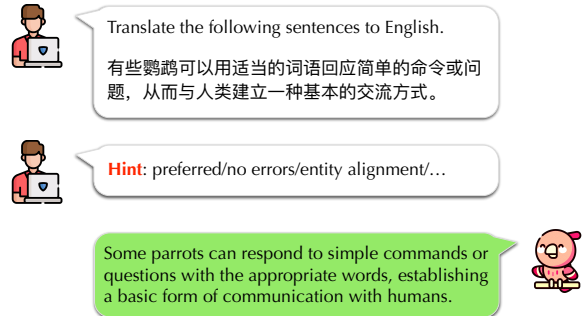 Translate the following sentences to English.
有些鹦鹉可以用适当的词语回应简单的命令或问
题，从而与人类建立一种基本的交流方式。
Hint: preferred/no errors/entity alignment/…
Some parrots can respond to simple commands or
questions with the appropriate words, establishing
a basic form of communication with humans.